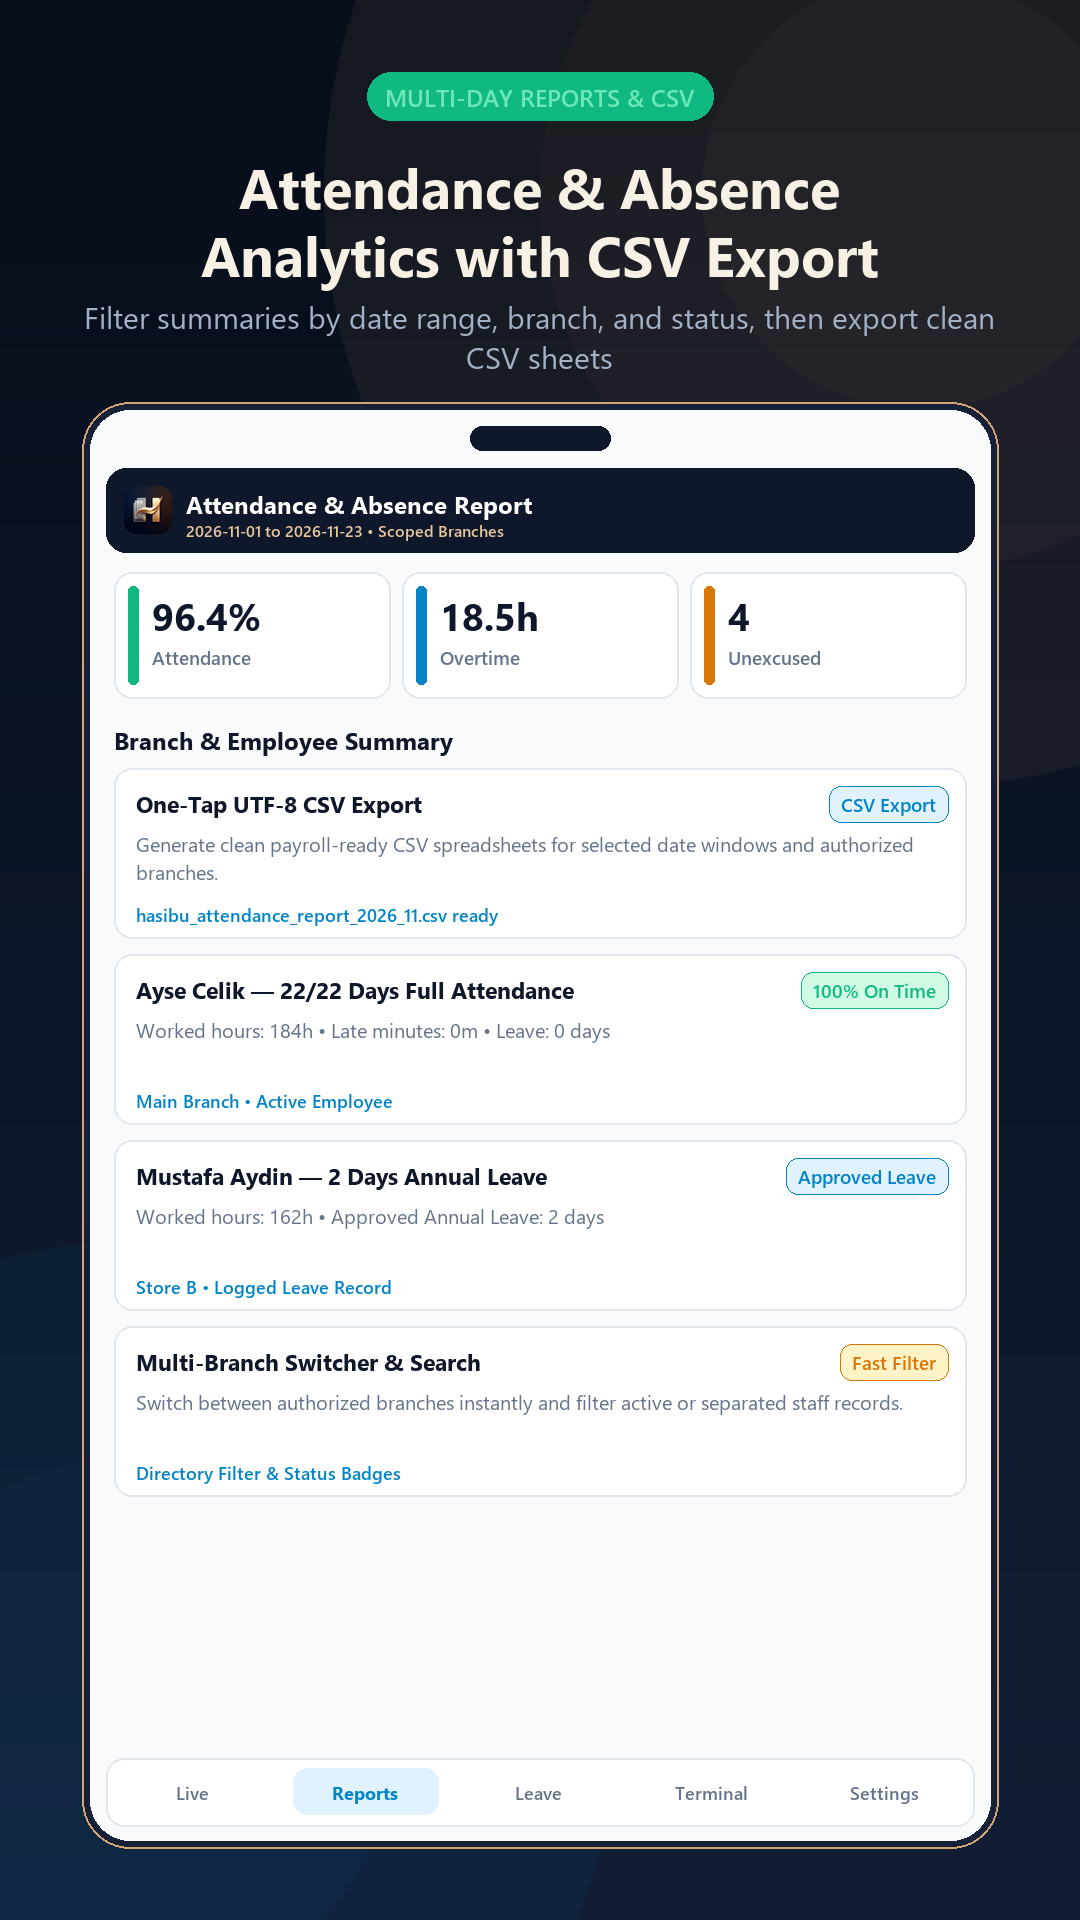 MULTI-DAY REPORTS & CSV
Attendance & Absence
Analytics with CSV Export
Filter summaries by date range, branch, and status, then export clean
CSV sheets
Attendance & Absence Report
2026-11-01 to 2026-11-23 • Scoped Branches
96.4%
Attendance
18.5h
Overtime
4
Unexcused
Branch & Employee Summary
One-Tap UTF-8 CSV Export
CSV Export
Generate clean payroll-ready CSV spreadsheets for selected date windows and authorized
branches.
hasibu_attendance_report_2026_11.csv ready
Ayse Celik — 22/22 Days Full Attendance
100% On Time
Worked hours: 184h • Late minutes: 0m • Leave: 0 days
Main Branch • Active Employee
Mustafa Aydin — 2 Days Annual Leave
Approved Leave
Worked hours: 162h • Approved Annual Leave: 2 days
Store B • Logged Leave Record
Multi-Branch Switcher & Search
Fast Filter
Switch between authorized branches instantly and filter active or separated staff records.
Directory Filter & Status Badges
Live
Reports
Leave
Terminal
Settings